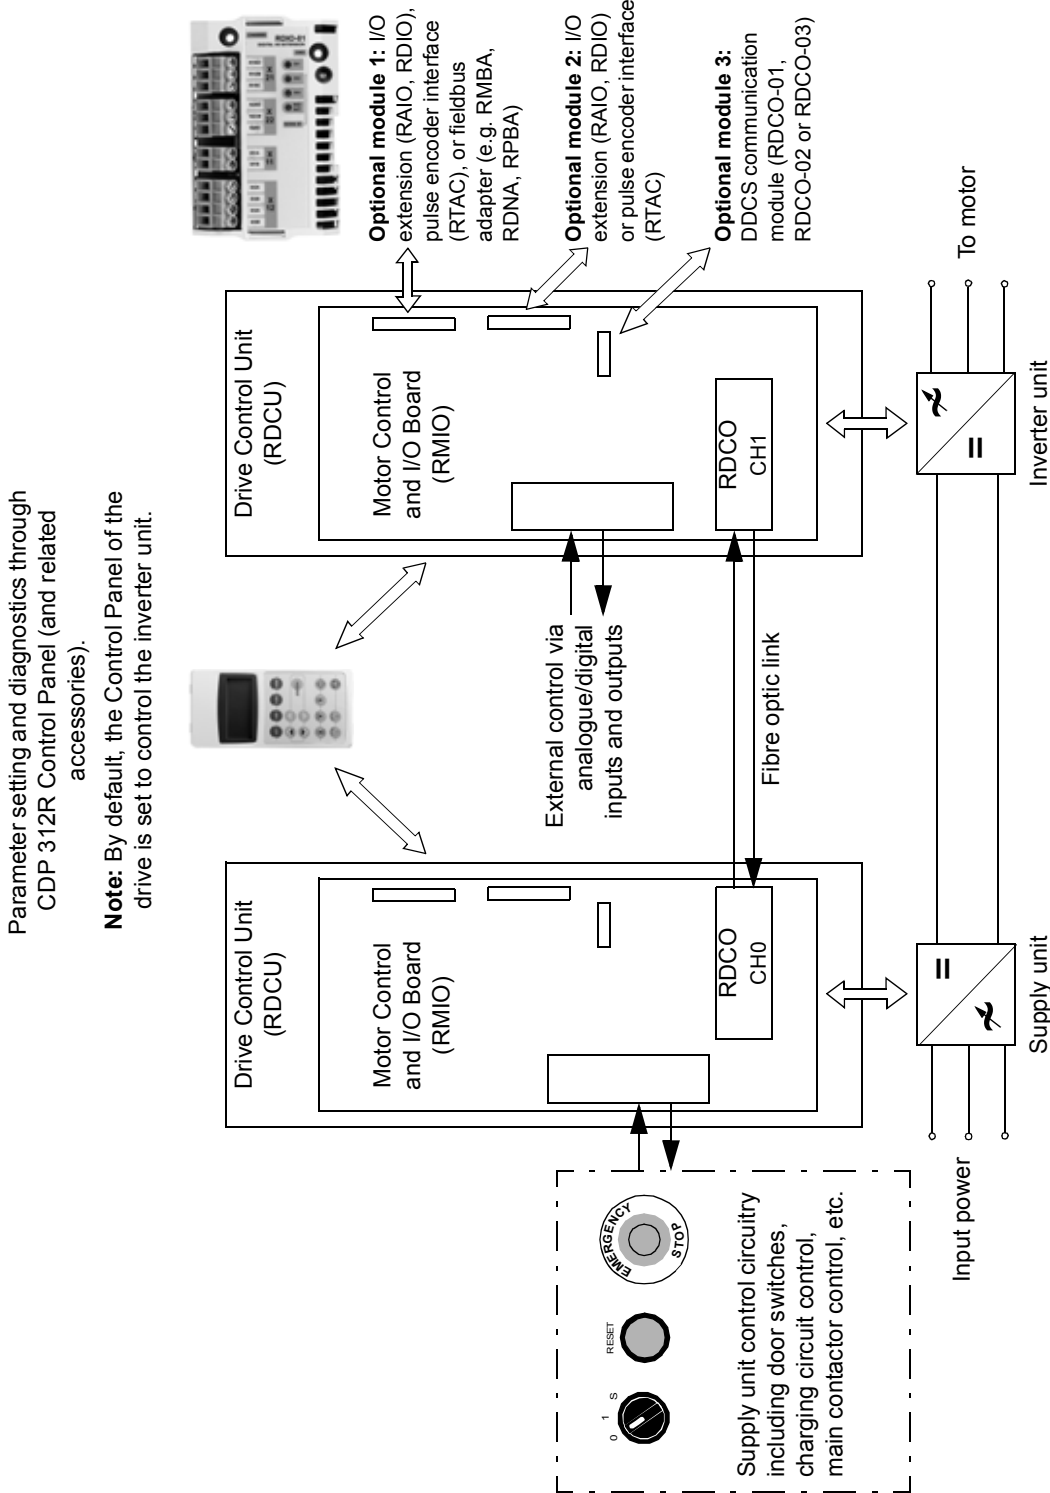 Parameter setting and diagnostics through
CDP 312R Control Panel (and related
accessories).
Note: By default, the Control Panel of the
drive is set to control the inverter unit.
RDIO-01
Optional module 1: I/O
extension (RAIO, RDIO),
pulse encoder interface
(RTAC), or fieldbus
adapter (e.g. RMBA,
RDNA, RPBA)
Optional module 2: I/O
extension (RAIO, RDIO)
or pulse encoder interface
(RTAC)
Optional module 3:
DDCS communication
module (RDCO-01,
RDCO-02 or RDCO-03)
Drive Control Unit
(RDCU)
Motor Control
and I/O Board
(RMIO)
RDCO
CH0
Drive Control Unit
(RDCU)
Motor Control
and I/O Board
(RMIO)
RDCO
CH1
External control via
analogue/digital
inputs and outputs
Fibre optic link
0 1 S
RESET
EMERGENCY
STOP
Supply unit control circuitry
including door switches,
charging circuit control,
main contactor control, etc.
Input power
Supply unit
To motor
Inverter unit